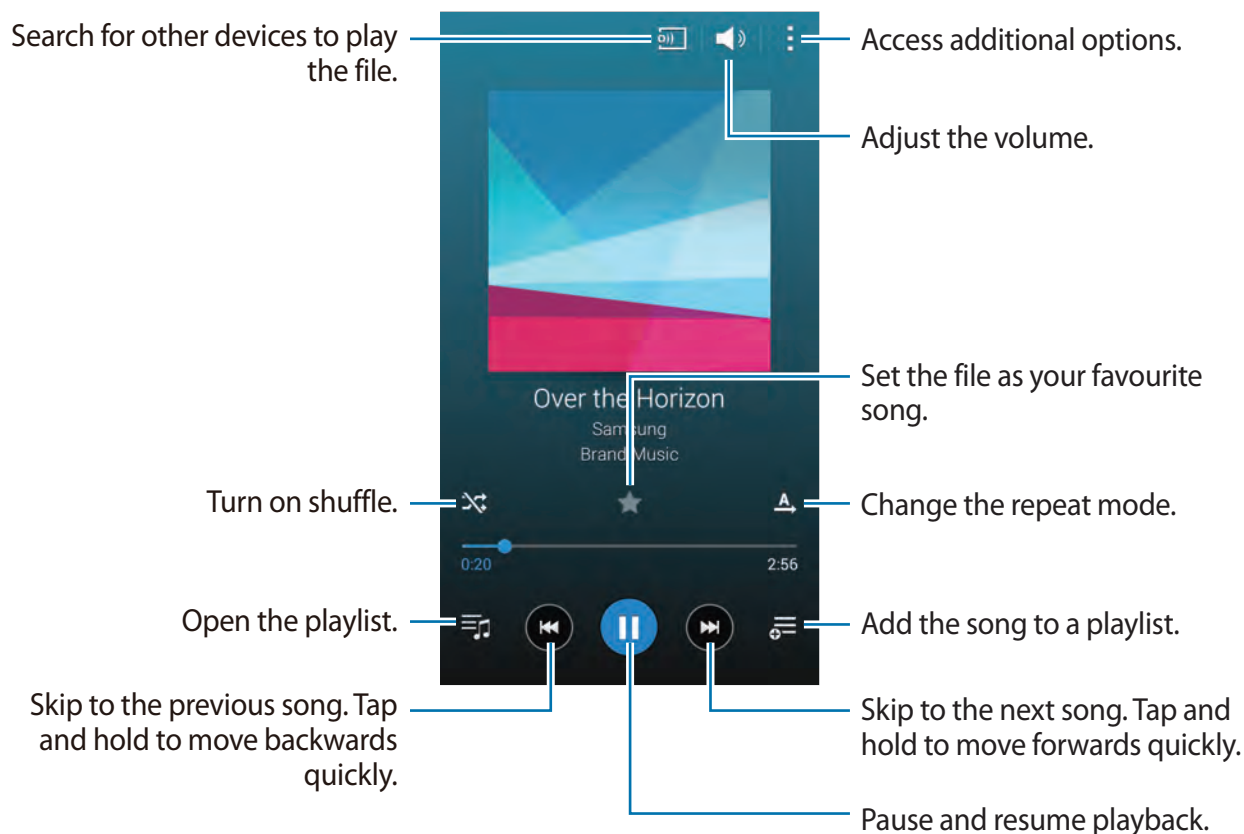 Search for other devices to play
the file.
Access additional options.
Adjust the volume.
Over the Horizon
Samsung
Brand Music
Set the file as your favourite
song.
Turn on shuffle.
A
Change the repeat mode.
0:20
2:56
Open the playlist.
Add the song to a playlist.
Skip to the previous song. Tap
and hold to move backwards
quickly.
Skip to the next song. Tap and
hold to move forwards quickly.
Pause and resume playback.